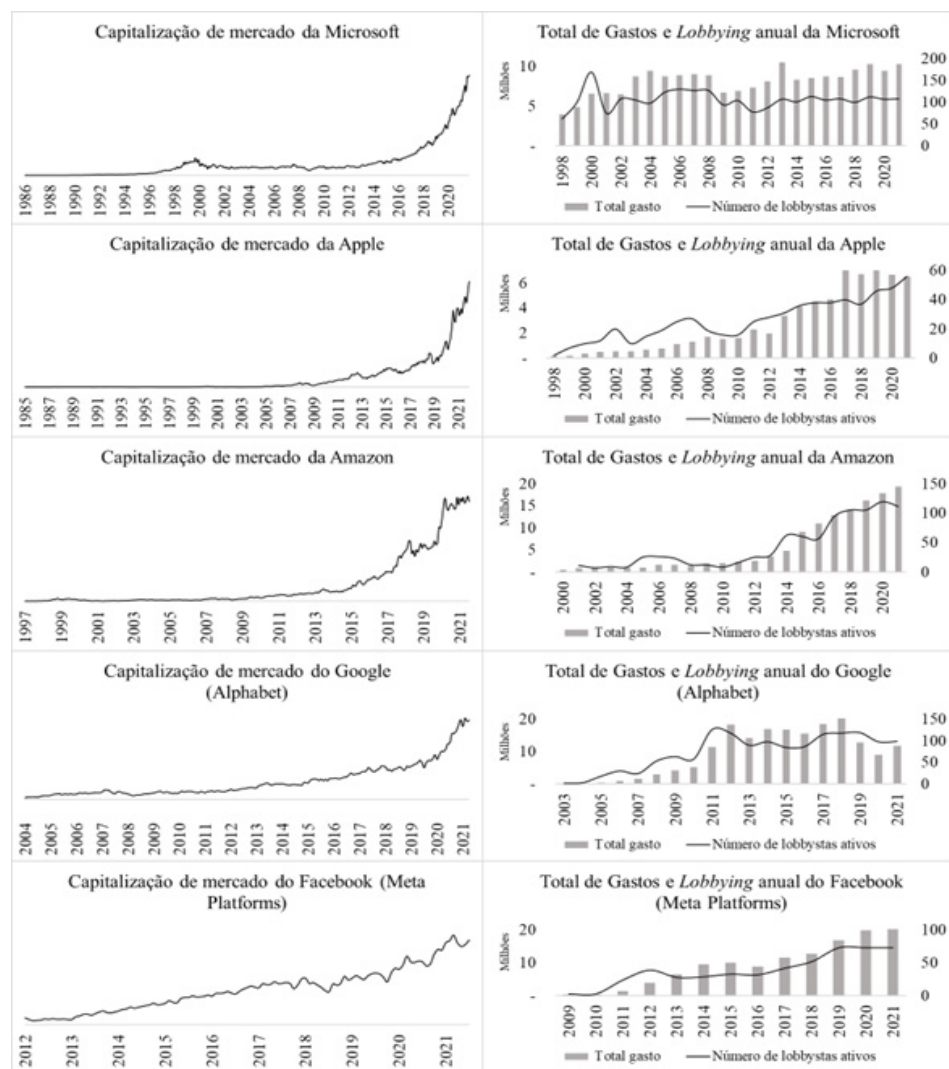 Capitalização de mercado da Microsoft
1986 1988 1990 1992 1994 1996 1998 2000 2002 2004 2006 2008 2010 2012 2014 2016 2018 2020
Total de Gastos e Lobbying anual da Microsoft
Milhões
10
5
-
200
150
100
50
0
1998 2000 2002 2004 2006 2008 2010 2012 2014 2016 2018 2020
Total gasto Número de lobbystas ativos
Capitalização de mercado da Apple
1985 1987 1989 1991 1993 1995 1997 1999 2001 2003 2005 2007 2009 2011 2013 2015 2017 2019 2021
Total de Gastos e Lobbying anual da Apple
Milhões
6
4
2
-
60
40
20
0
1998 2000 2002 2004 2006 2008 2010 2012 2014 2016 2018 2020
Total gasto Número de lobbystas ativos
Capitalização de mercado da Amazon
1997 1999 2001 2003 2005 2007 2009 2011 2013 2015 2017 2019 2021
Total de Gastos e Lobbying anual da Amazon
Milhões
20
15
10
5
-
150
100
50
0
2000 2002 2004 2006 2008 2010 2012 2014 2016 2018 2020
Total gasto Número de lobbystas ativos
Capitalização de mercado do Google
(Alphabet)
2004 2005 2006 2007 2008 2009 2010 2011 2012 2013 2014 2015 2016 2017 2018 2019 2020 2021
Total de Gastos e Lobbying anual do Google
(Alphabet)
Milhões
20
10
-
150
100
50
0
2003 2005 2007 2009 2011 2013 2015 2017 2019 2021
Total gasto Número de lobbystas ativos
Capitalização de mercado do Facebook (Meta
Platforms)
2012 2013 2014 2015 2016 2017 2018 2019 2020 2021
Total de Gastos e Lobbying anual do Facebook
(Meta Platforms)
Milhões
20
10
-
100
50
0
2009 2010 2011 2012 2013 2014 2015 2016 2017 2018 2019 2020 2021
Total gasto Número de lobbystas ativos